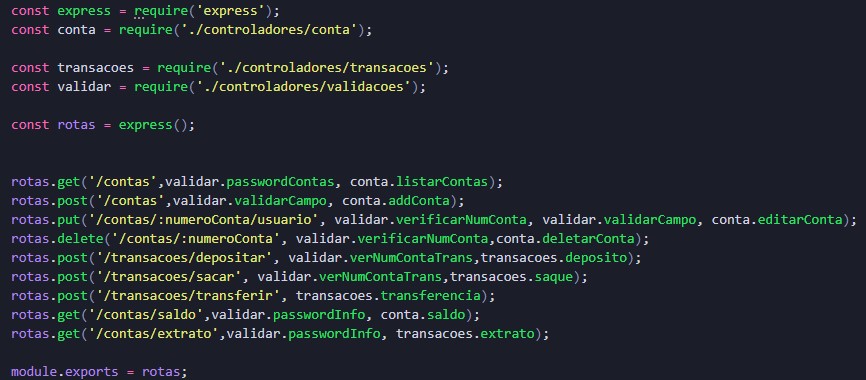 const express = require('express');
const conta = require('./controladores/conta');
const transacoes = require('./controladores/transacoes');
const validar = require('./controladores/validacoes');
const rotas = express();
rotas.get('/contas',validar.passwordContas, conta.listarContas);
rotas.post('/contas',validar.validarCampo, conta.addConta);
rotas.put('/contas/:numeroConta/usuario', validar.verificarNumConta, validar.validarCampo, conta.editarConta);
rotas.delete('/contas/:numeroConta', validar.verificarNumConta,conta.deletarConta);
rotas.post('/transacoes/depositar', validar.verNumContaTrans,transacoes.deposito);
rotas.post('/transacoes/sacar', validar.verNumContaTrans,transacoes.saque);
rotas.post('/transacoes/transferir', transacoes.transferencia);
rotas.get('/contas/saldo',validar.passwordInfo, conta.saldo);
rotas.get('/contas/extrato',validar.passwordInfo, transacoes.extrato);
module.exports = rotas;